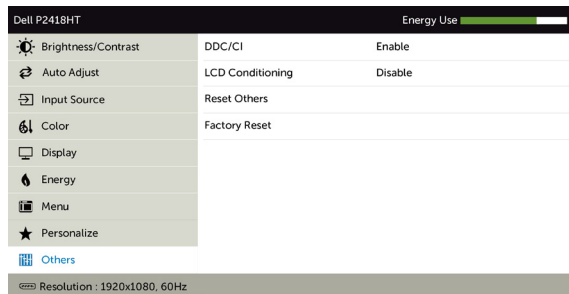 Dell P2418HT Energy Use
Brightness/Contrast DDC/CI Enable
Auto Adjust LCD Conditioning Disable
Input Source Reset Others
Color Factory Reset
Display
Energy
Menu
Personalize
Others
Resolution : 1920x1080, 60Hz